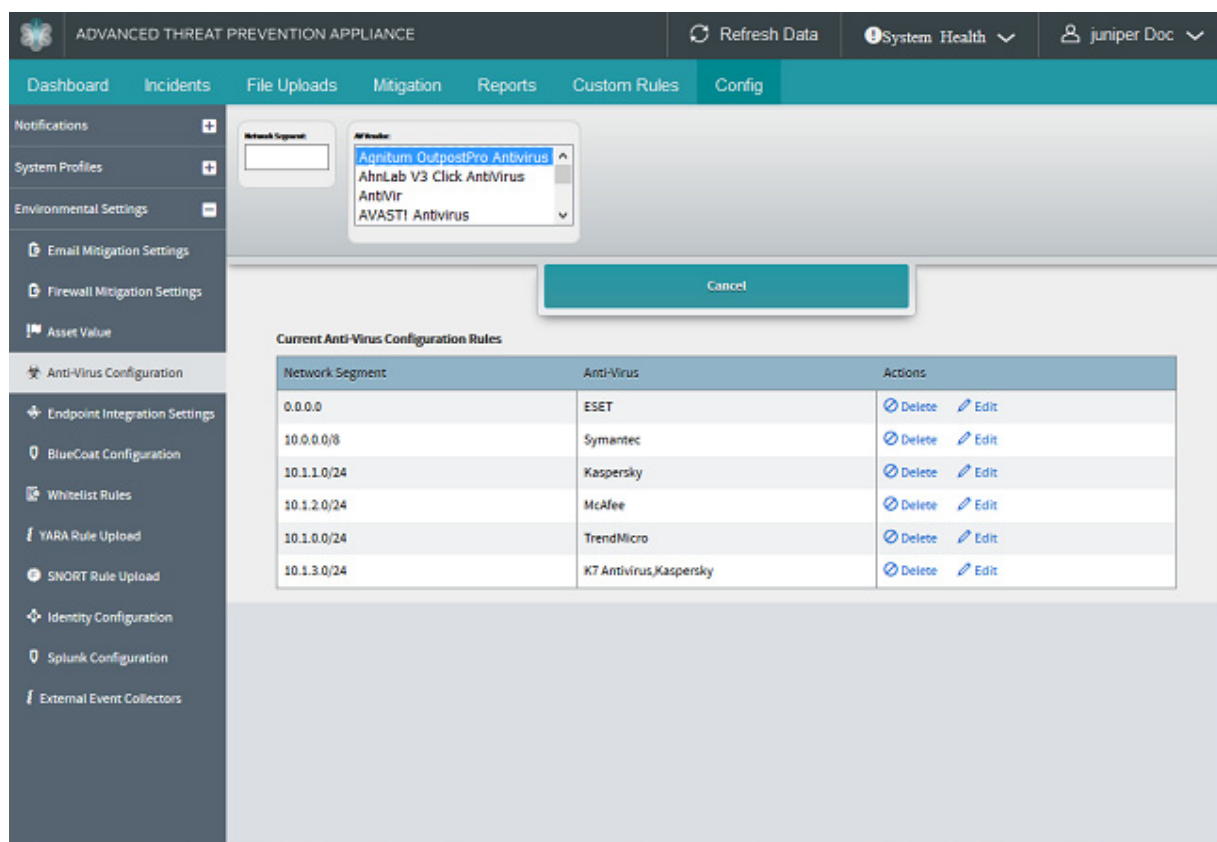 ADVANCED THREAT PREVENTION APPLIANCE
Refresh Data
System Health
juniper Doc
Dashboard Incidents File Uploads Mitigation Reports Custom Rules Config
Notifications
System Profiles
Environmental Settings
Email Mitigation Settings
Firewall Mitigation Settings
Asset Value
Anti-Virus Configuration
Endpoint Integration Settings
BlueCoat Configuration
Whitelist Rules
YARA Rule Upload
SNORT Rule Upload
Identity Configuration
Splunk Configuration
External Event Collectors
Network Segment:
AV Vendor:
Agnitum OutpostPro Antivirus
AhnLab V3 Click AntiVirus
AntiVir
AVAST! Antivirus
Cancel
Current Anti-Virus Configuration Rules
Network Segment Anti-Virus Actions
0.0.0.0 ESET Delete Edit
10.0.0.0/8 Symantec Delete Edit
10.1.1.0/24 Kaspersky Delete Edit
10.1.2.0/24 McAfee Delete Edit
10.1.0.0/24 TrendMicro Delete Edit
10.1.3.0/24 K7 Antivirus,Kaspersky Delete Edit